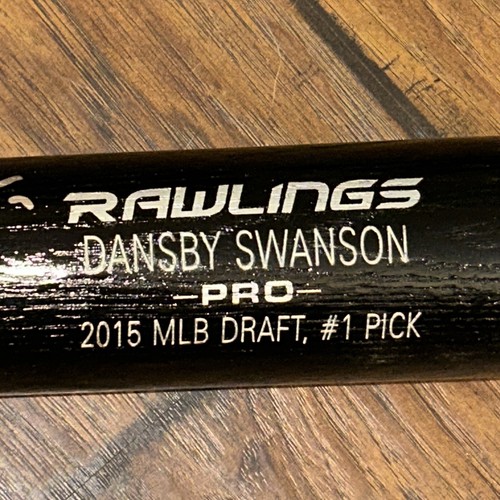 RAWLINGS
DANSBY SWANSON
-PRO-
2015 MLB DRAFT, #1 PICK